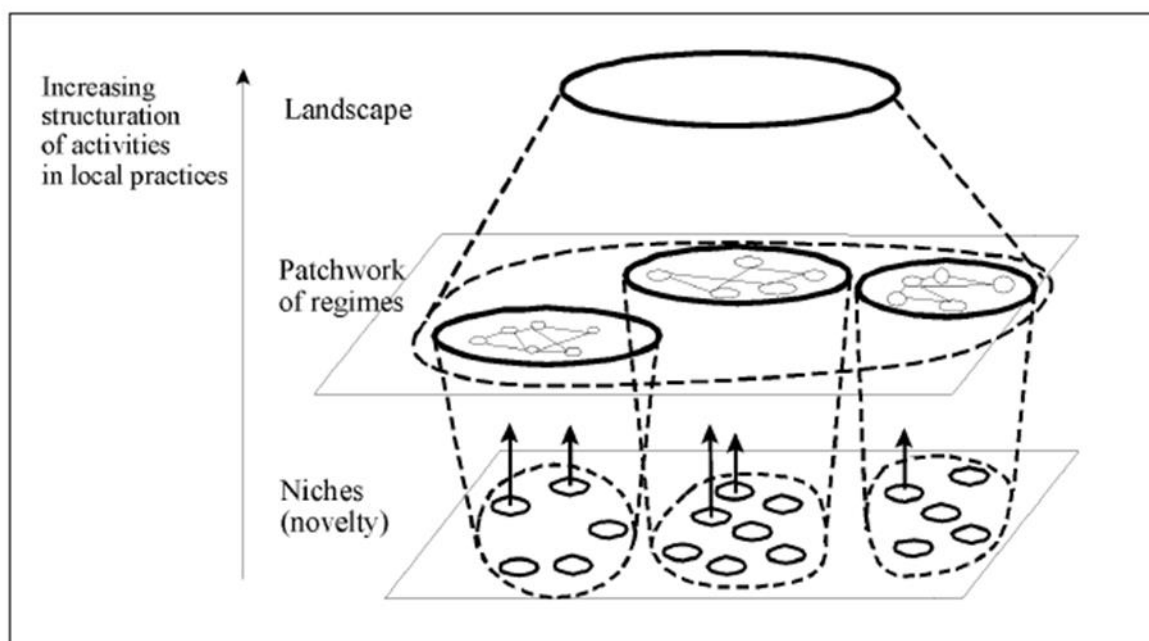 Increasing
structuration
of activities
in local practices
Landscape
Patchwork
of regimes
Niches
(novelty)